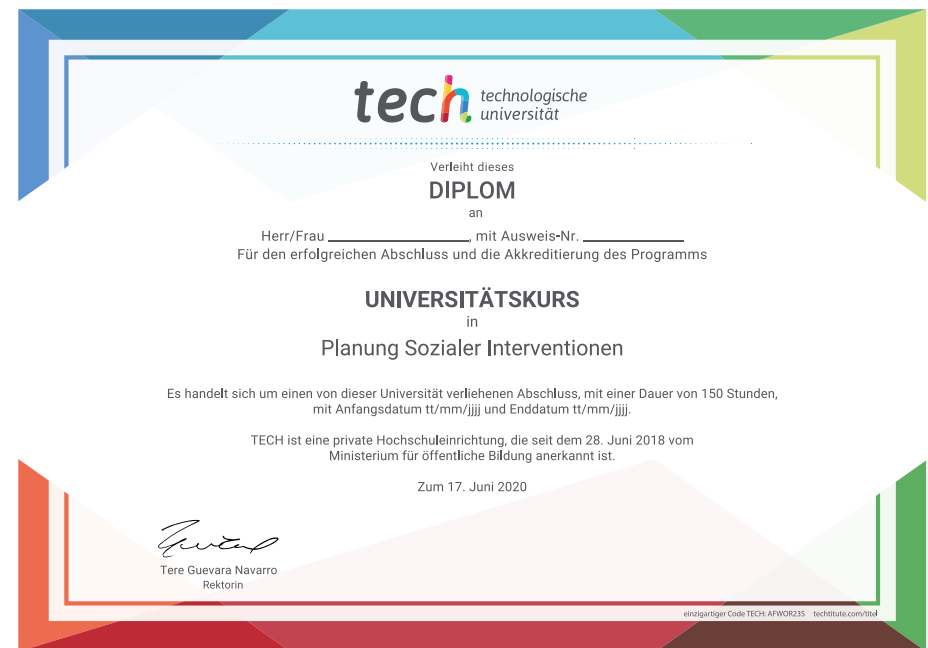 tech technologische
universität
Verleiht dieses
DIPLOM
an
Herr/Frau ____________________, mit Ausweis-Nr. ______________
Für den erfolgreichen Abschluss und die Akkreditierung des Programms
UNIVERSITÄTSKURS
in
Planung Sozialer Interventionen
Es handelt sich um einen von dieser Universität verliehenen Abschluss, mit einer Dauer von 150 Stunden,
mit Anfangsdatum tt/mm/jjjj und Enddatum tt/mm/jjjj.
TECH ist eine private Hochschuleinrichtung, die seit dem 28. Juni 2018 vom
Ministerium für öffentliche Bildung anerkannt ist.
Zum 17. Juni 2020
Tere Guevara Navarro
Rektorin
einzigartiger Code TECH: AFWOR23S techtitute.com/titel